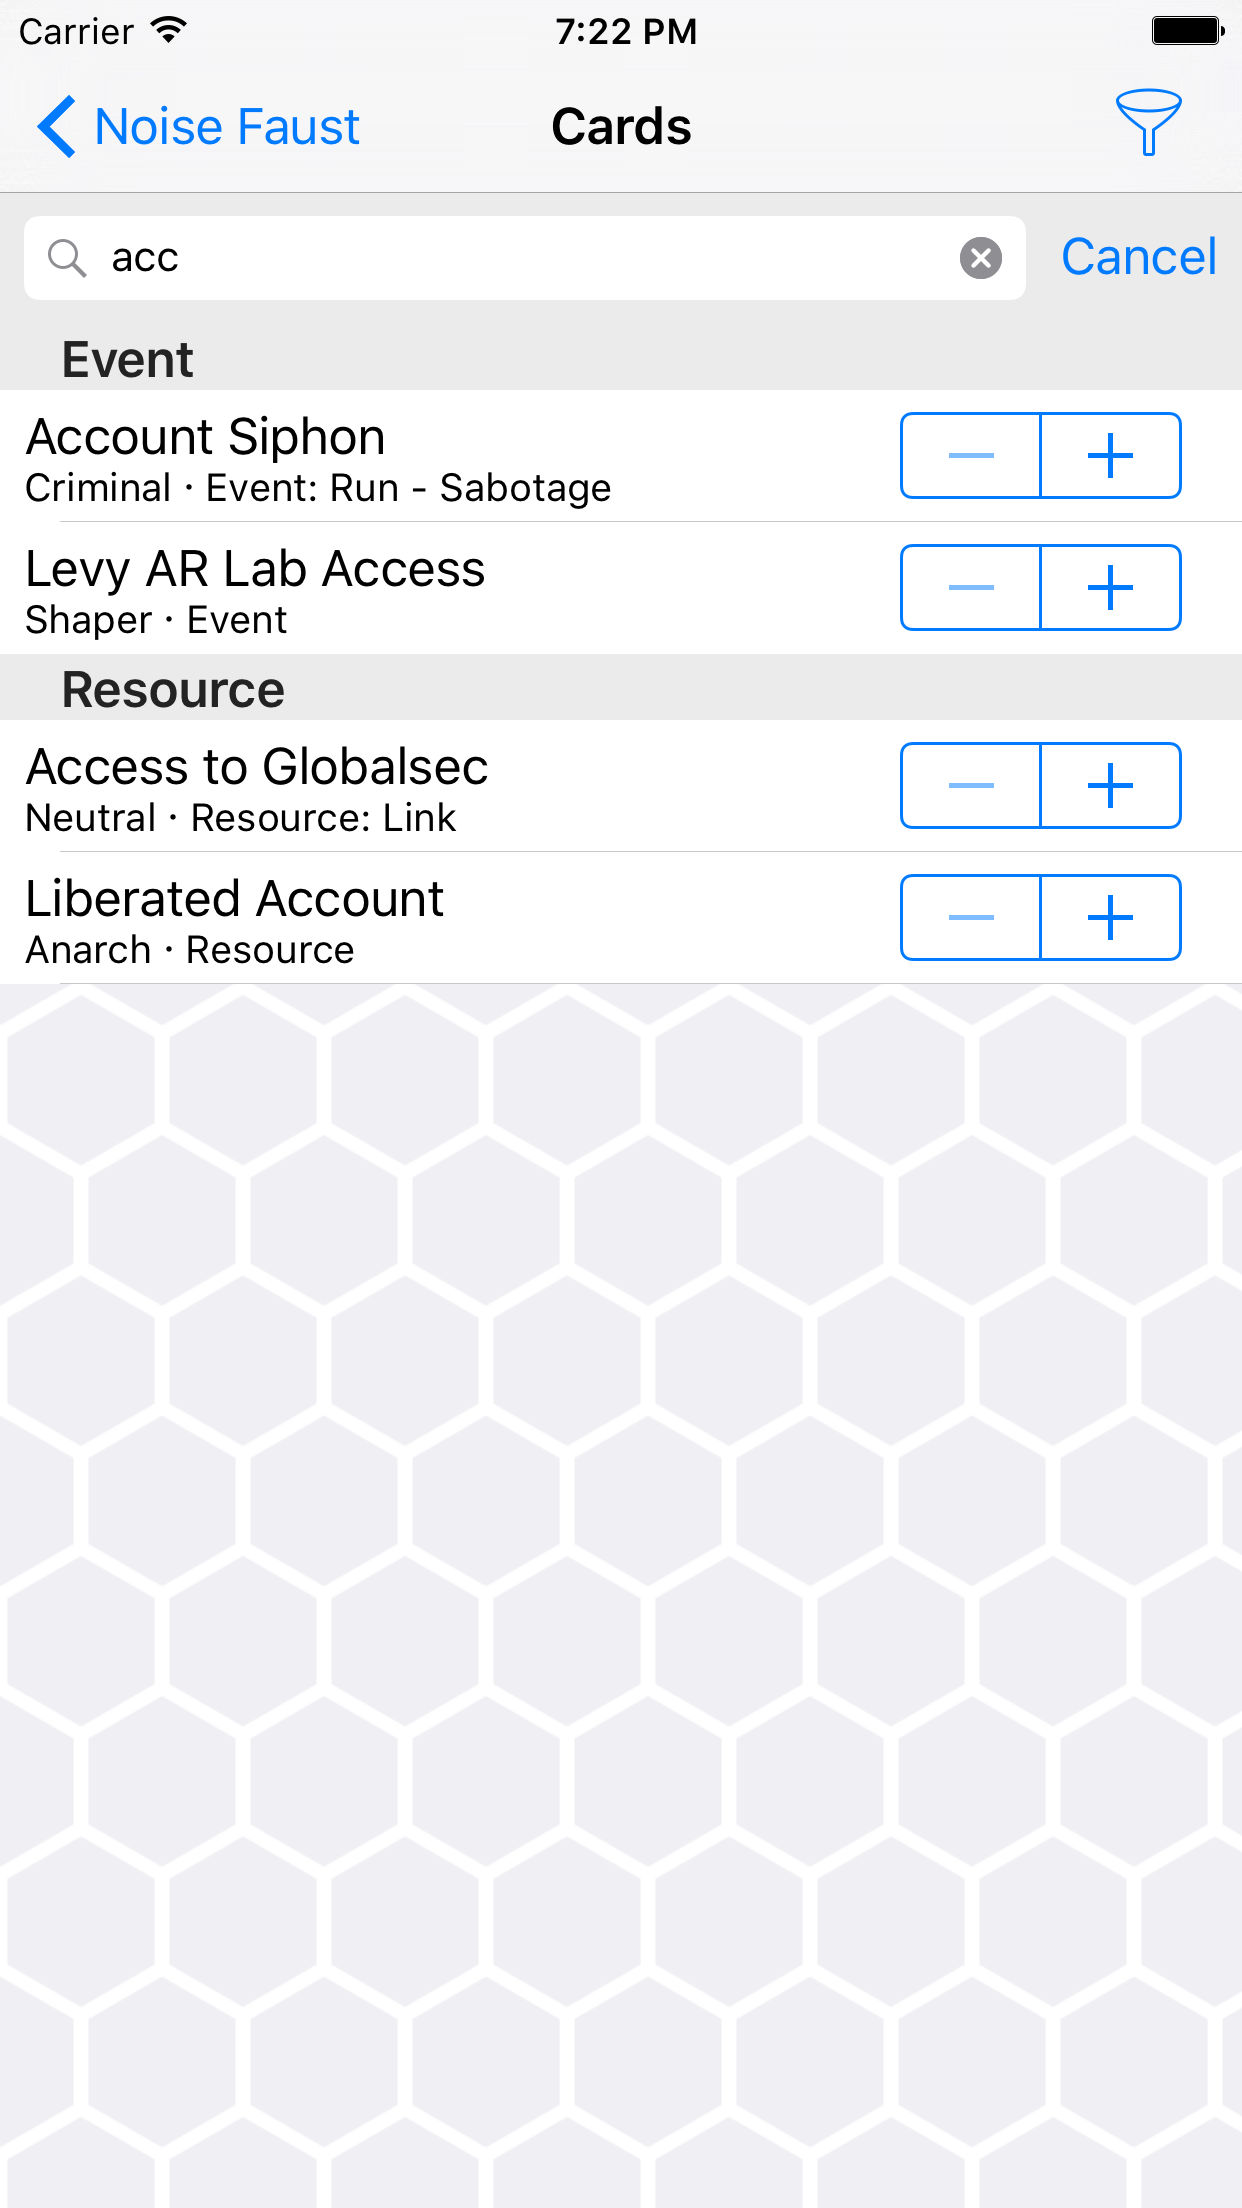 Carrier 7:22 PM
Noise Faust Cards
acc Cancel
Event
Account Siphon
Criminal · Event: Run - Sabotage
Levy AR Lab Access
Shaper · Event
Resource
Access to Globalsec
Neutral · Resource: Link
Liberated Account
Anarch · Resource